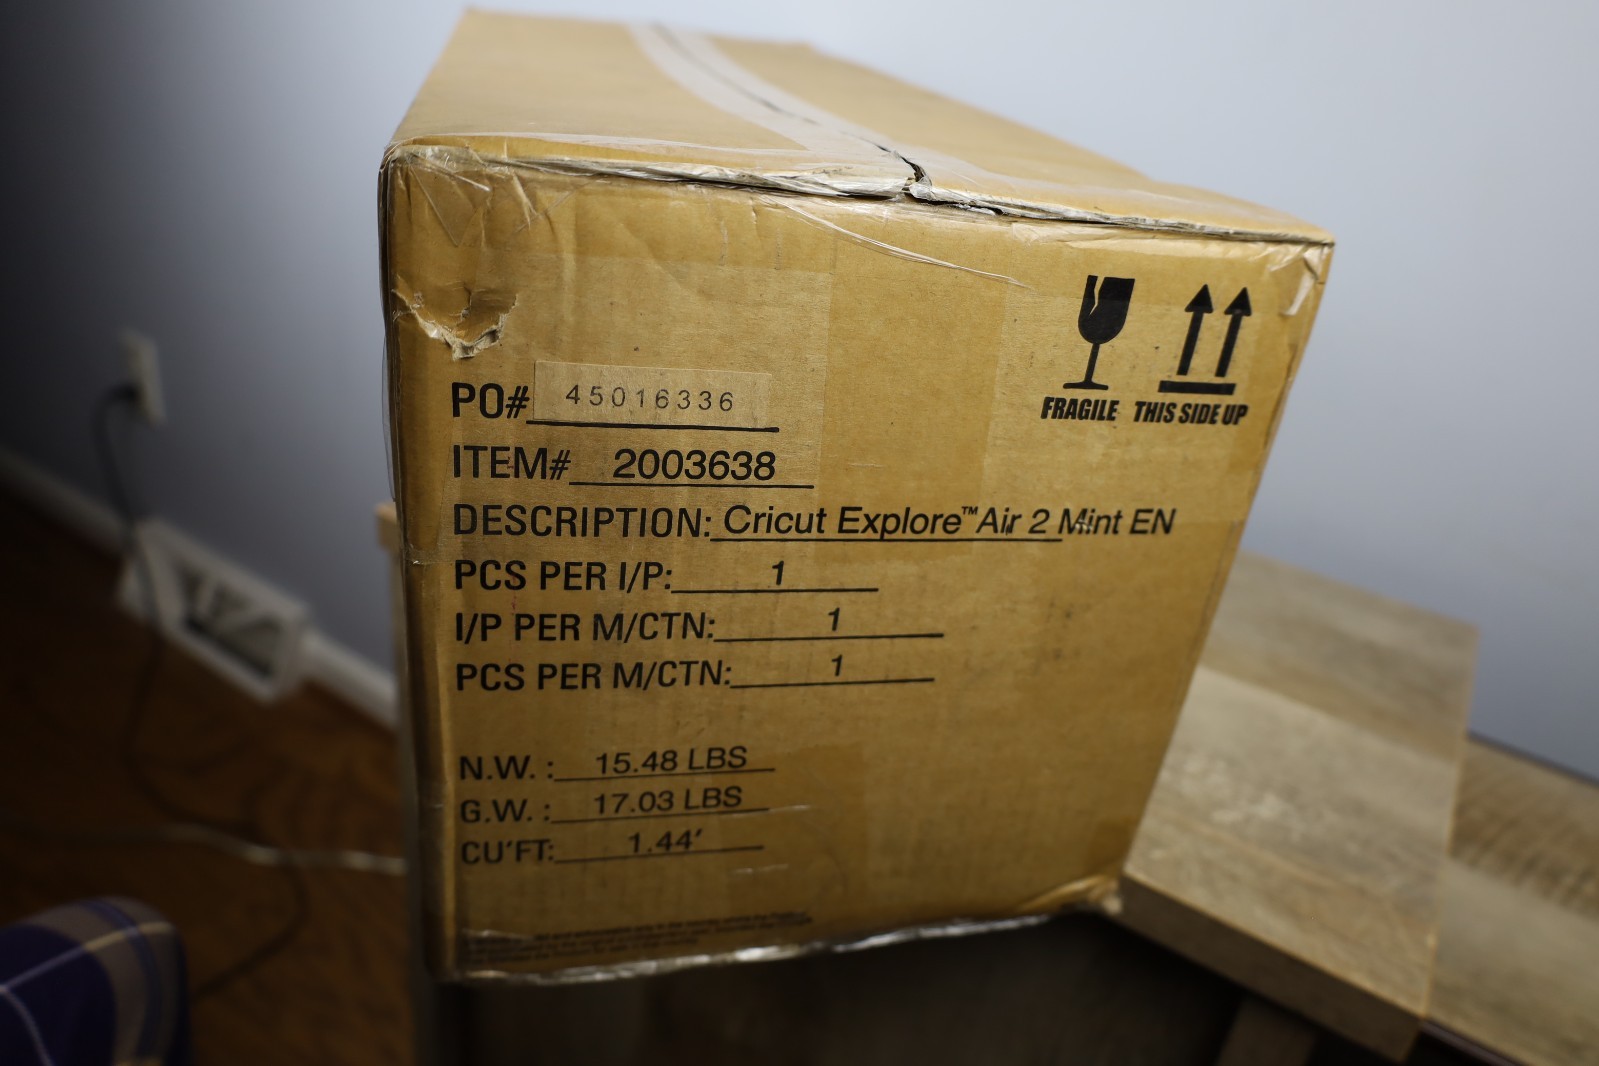 PO# 45016336
ITEM# 2003638
DESCRIPTION: Cricut Explore™ Air 2 Mint EN
PCS PER I/P: 1
I/P PER M/CTN: 1
PCS PER M/CTN: 1
N.W. : 15.48 LBS
G.W. : 17.03 LBS
CU'FT: 1.44'
FRAGILE THIS SIDE UP